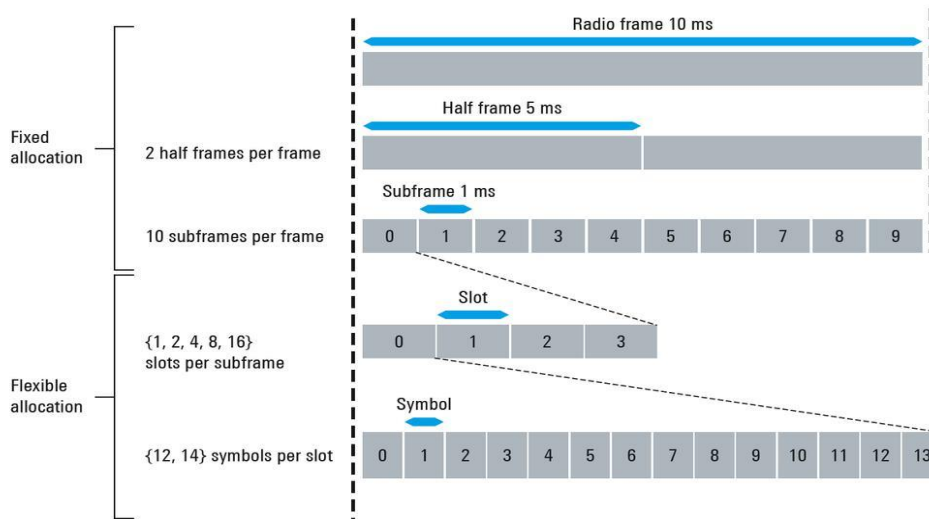 Radio frame 10 ms
Half frame 5 ms
Fixed
allocation
2 half frames per frame
Subframe 1 ms
10 subframes per frame
0 1 2 3 4 5 6 7 8 9
Slot
{1, 2, 4, 8, 16}
slots per subframe
0 1 2 3
Flexible
allocation
Symbol
{12, 14} symbols per slot
0 1 2 3 4 5 6 7 8 9 10 11 12 13